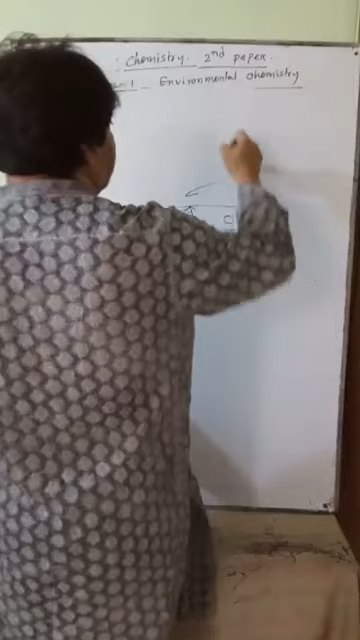 : Chemistry. 2nd paper.
1 - Environmental chemistry